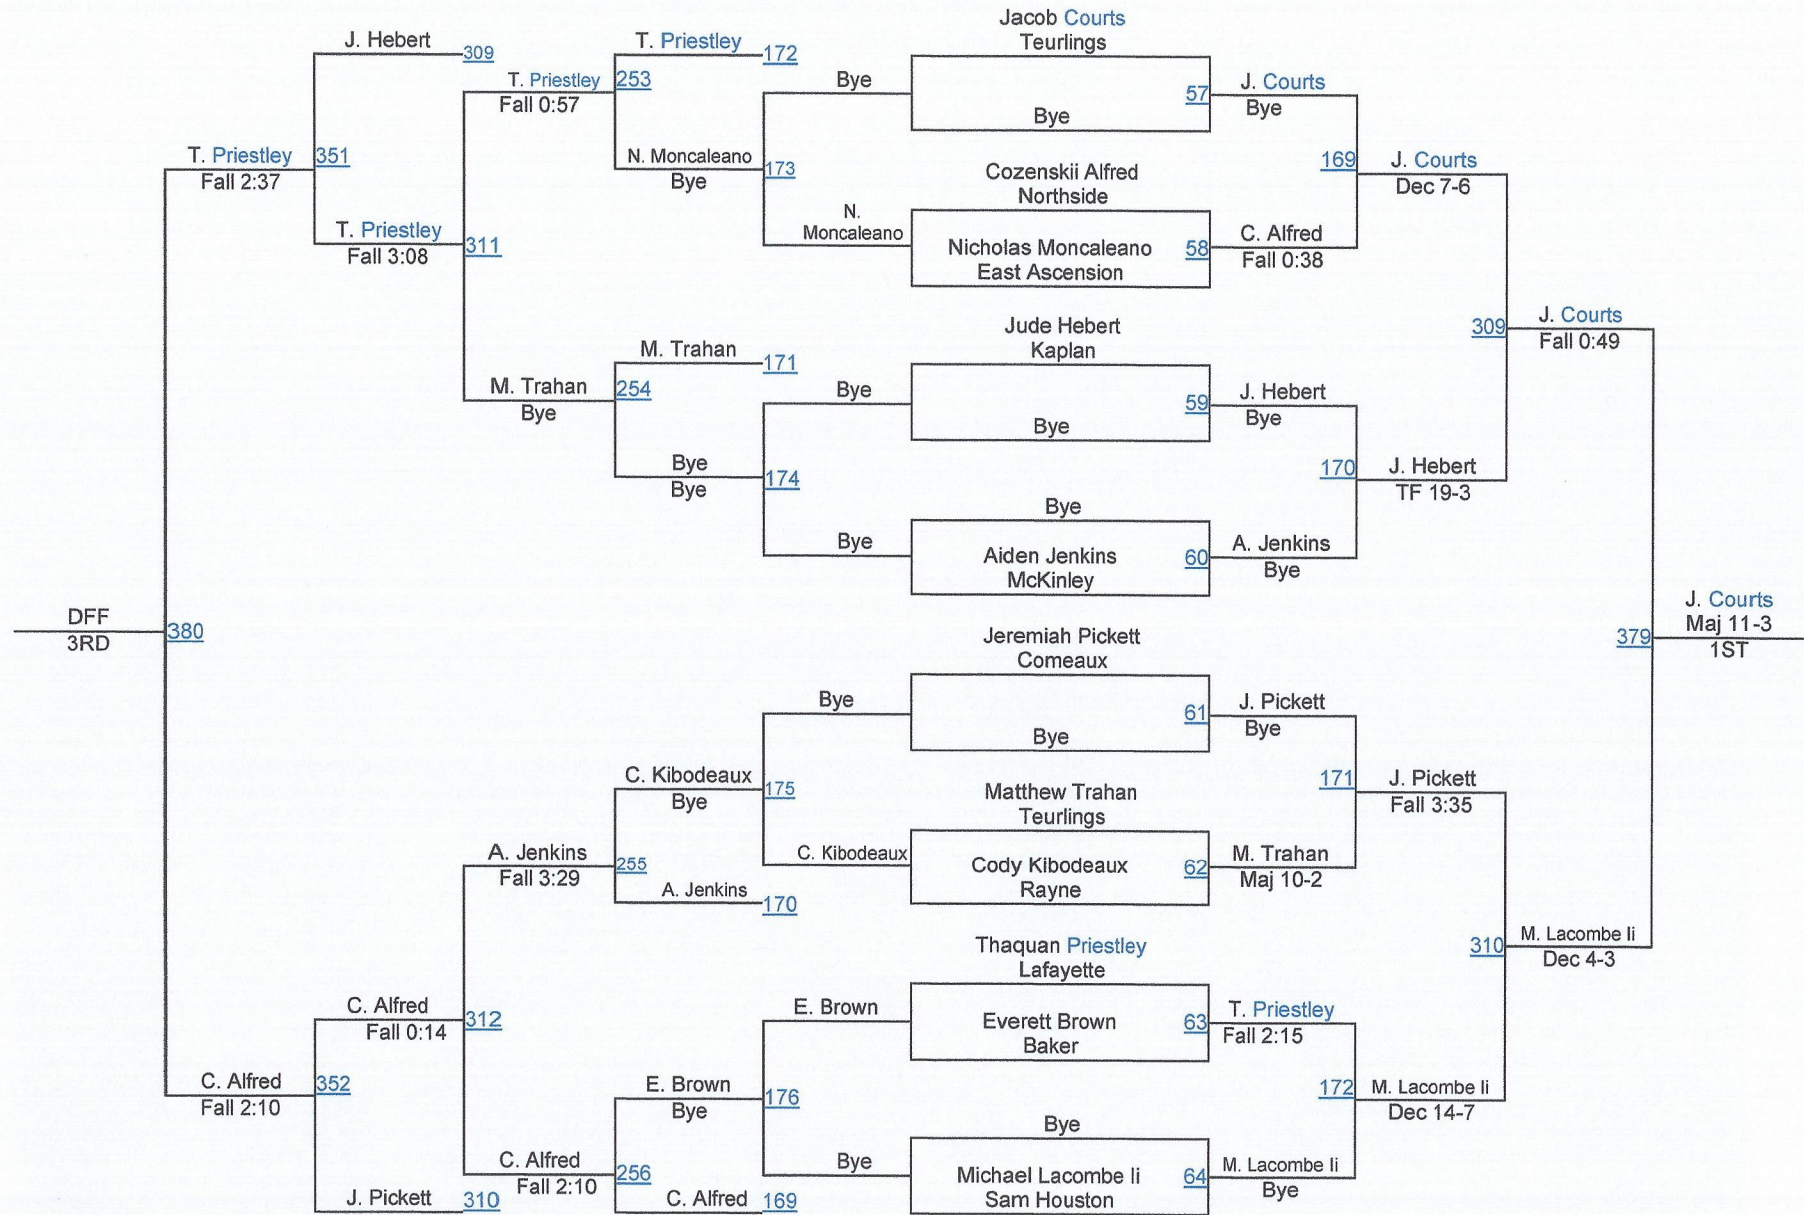 Jacob Courts
Teurlings
J. Hebert
309
T. Priestley
172
T. Priestley
253
Fall 0:57
Bye
57
J. Courts
Bye
Bye
T. Priestley
351
Fall 2:37
N. Moncaleano
173
Bye
Cozenskii Alfred
Northside
169
J. Courts
Dec 7-6
T. Priestley
311
Fall 3:08
N.
Moncaleano
Nicholas Moncaleano
East Ascension
58
C. Alfred
Fall 0:38
Jude Hebert
Kaplan
309
J. Courts
Fall 0:49
M. Trahan
171
M. Trahan
254
Bye
Bye
59
J. Hebert
Bye
Bye
Bye
174
Bye
170
J. Hebert
TF 19-3
Bye
Bye
Aiden Jenkins
McKinley
60
A. Jenkins
Bye
DFF
380
3RD
Jeremiah Pickett
Comeaux
379
J. Courts
Maj 11-3
1ST
Bye
61
J. Pickett
Bye
Bye
C. Kibodeaux
175
Bye
Matthew Trahan
Teurlings
171
J. Pickett
Fall 3:35
A. Jenkins
255
Fall 3:29
C. Kibodeaux
Cody Kibodeaux
Rayne
62
M. Trahan
Maj 10-2
A. Jenkins
170
Thaquan Priestley
Lafayette
310
M. Lacombe Ii
Dec 4-3
C. Alfred
312
Fall 0:14
E. Brown
Everett Brown
Baker
63
T. Priestley
Fall 2:15
C. Alfred
352
Fall 2:10
E. Brown
176
Bye
Bye
172
M. Lacombe Ii
Dec 14-7
C. Alfred
256
Fall 2:10
Bye
Michael Lacombe Ii
Sam Houston
64
M. Lacombe Ii
Bye
J. Pickett
310
C. Alfred
169